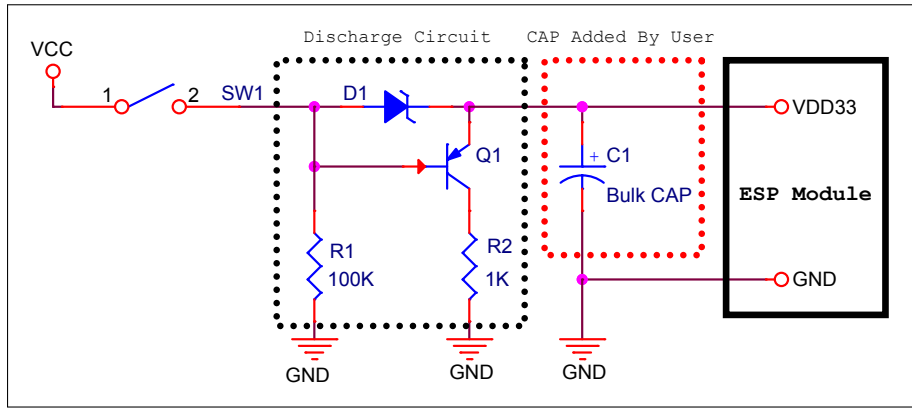 Discharge Circuit
CAP Added By User
VCC
1
2
SW1
D1
VDD33
Q1
+
C1
Bulk CAP
ESP Module
R1
100K
R2
1K
GND
GND
GND
GND